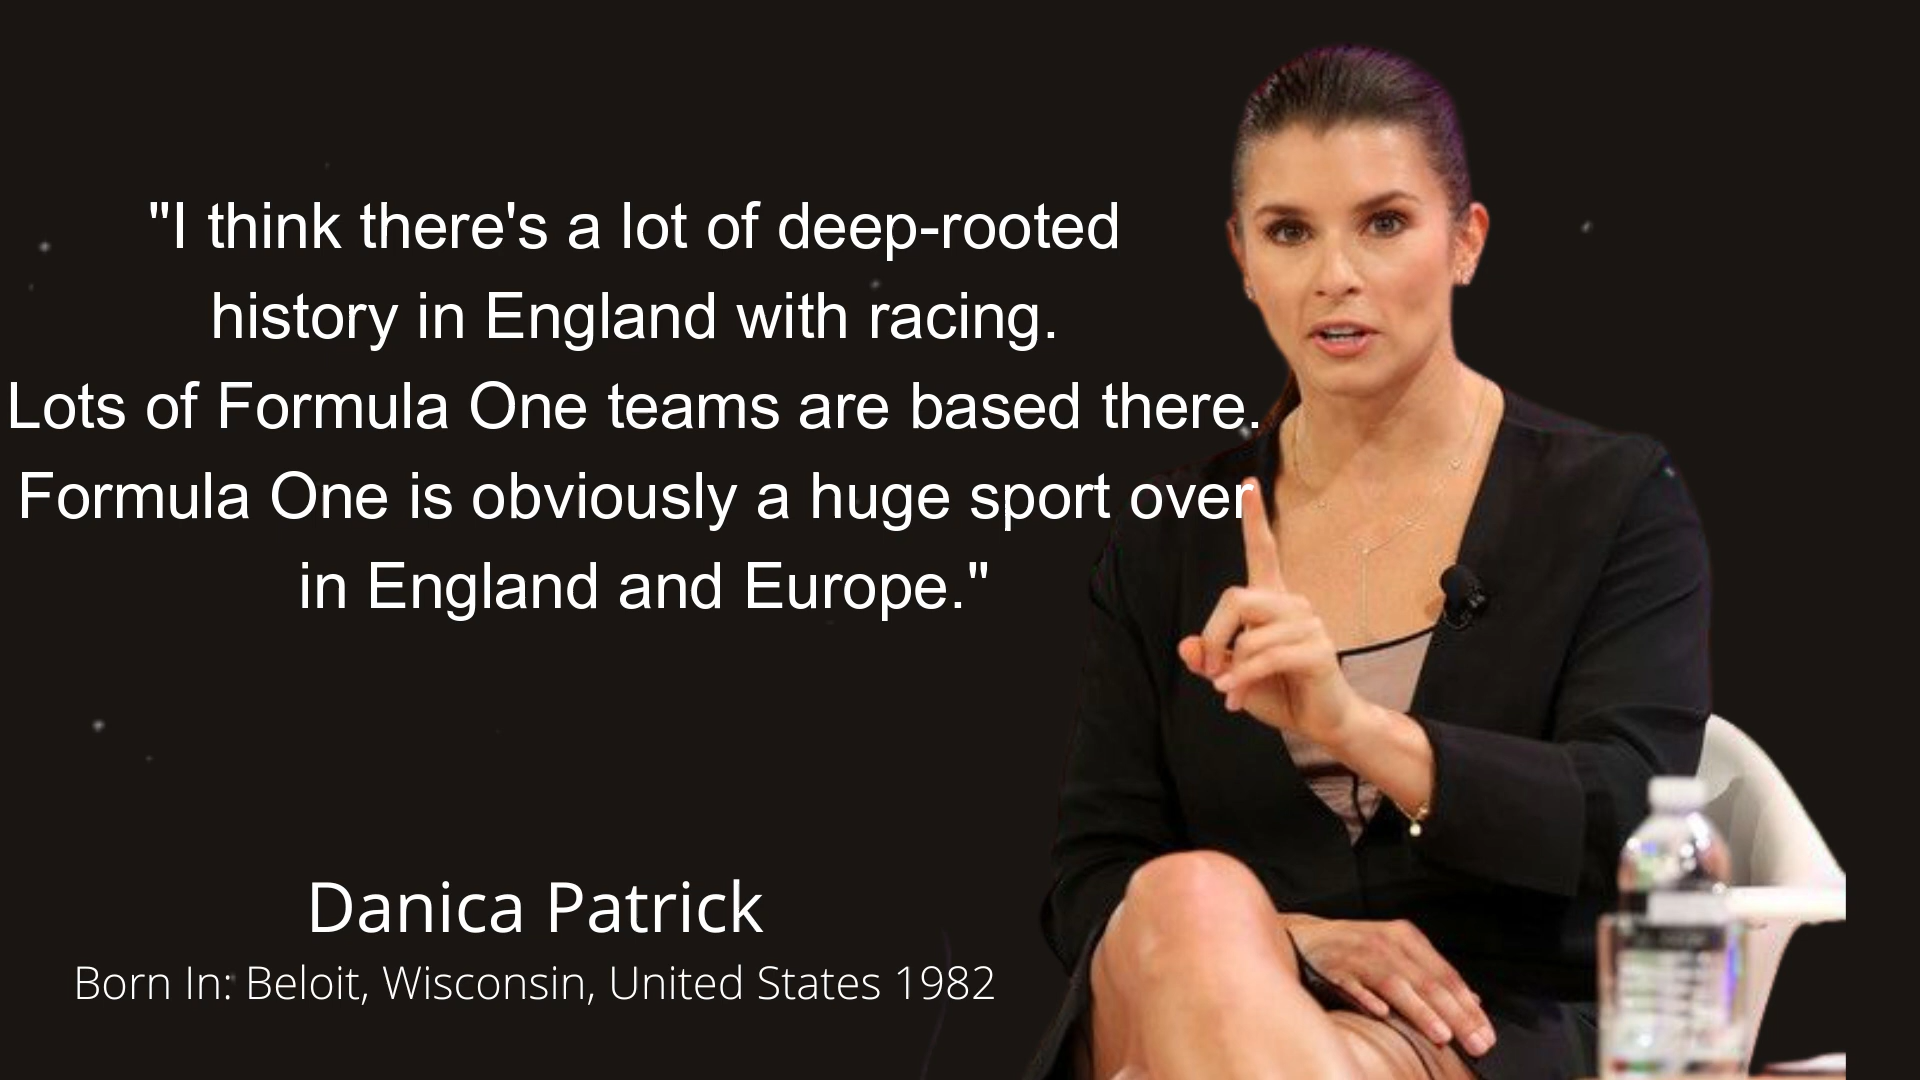 "I think there's a lot of deep-rooted
history in England with racing.
Lots of Formula One teams are based there.
Formula One is obviously a huge sport over
in England and Europe."
Danica Patrick
Born In: Beloit, Wisconsin, United States 1982